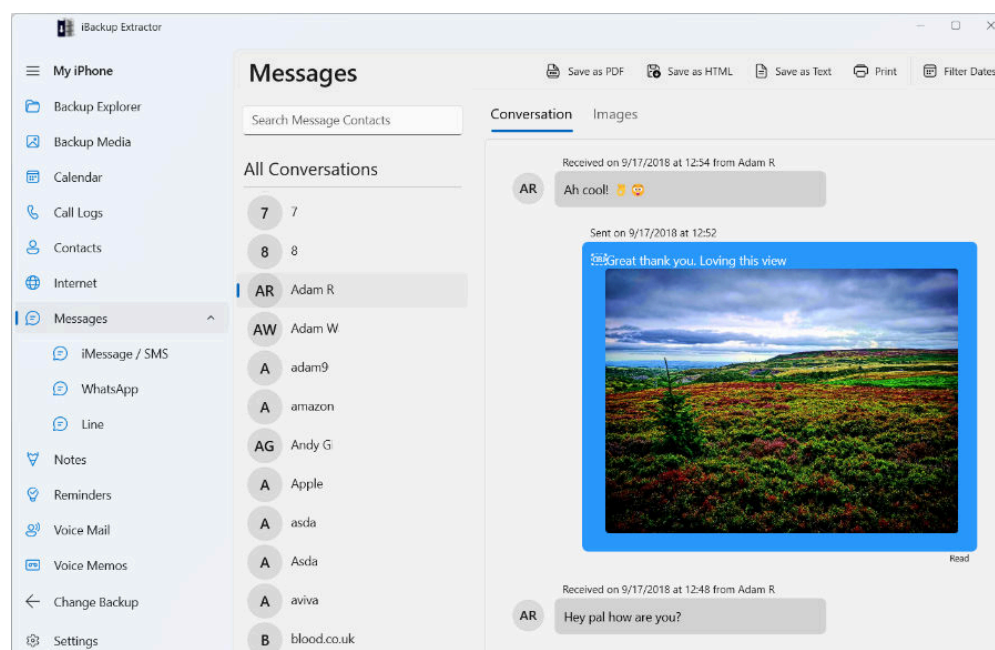 iBackup Extractor
My iPhone
Backup Explorer
Backup Media
Calendar
Call Logs
Contacts
Internet
Messages
iMessage / SMS
WhatsApp
Line
Notes
Reminders
Voice Mail
Voice Memos
Change Backup
Settings
Messages
Search Message Contacts
All Conversations
7 7
8 8
AR Adam R
AW Adam W
A adam9
A amazon
AG Andy G
A Apple
A asda
A Asda
A aviva
B blood.co.uk
Save as PDF Save as HTML Save as Text Print Filter Dates
Conversation Images
Received on 9/17/2018 at 12:54 from Adam R
AR Ah cool!
Sent on 9/17/2018 at 12:52
Great thank you. Loving this view
Read
Received on 9/17/2018 at 12:48 from Adam R
AR Hey pal how are you?